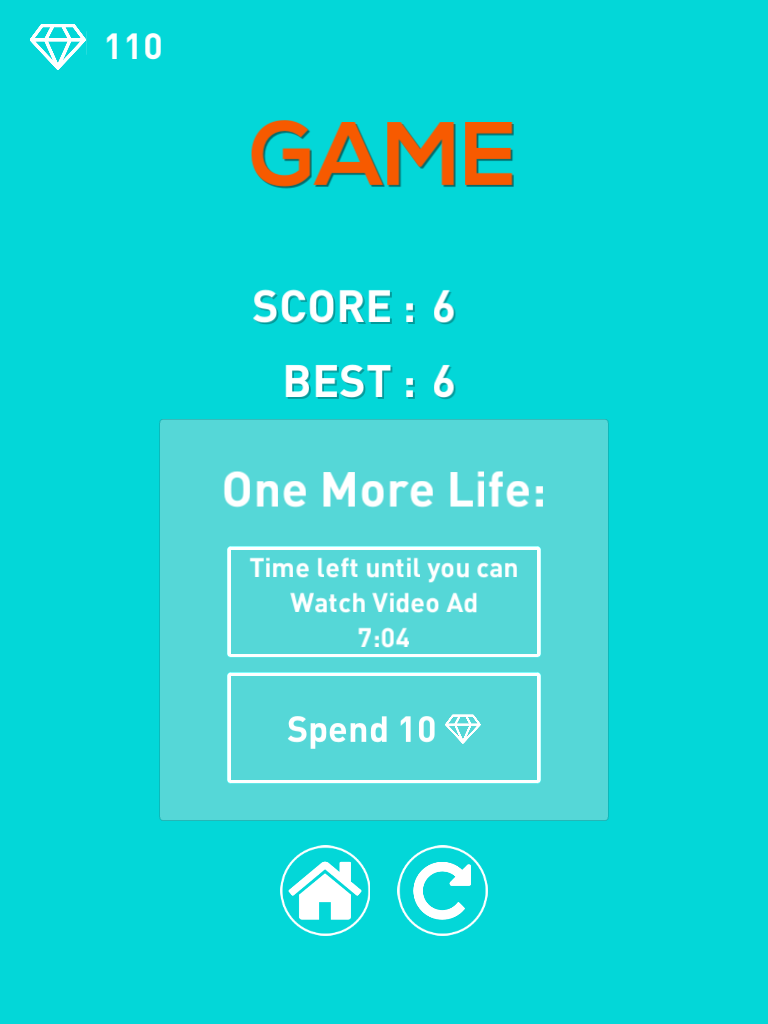 110
GAME
SCORE : 6
BEST : 6
One More Life:
Time left until you can
Watch Video Ad
7:04
Spend 10